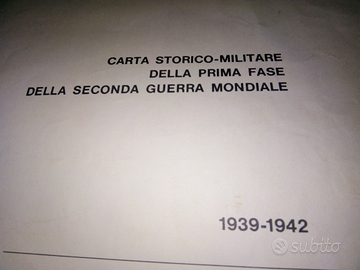 CARTA STORICO-MILITARE
DELLA PRIMA FASE
DELLA SECONDA GUERRA MONDIALE
1939-1942
subito